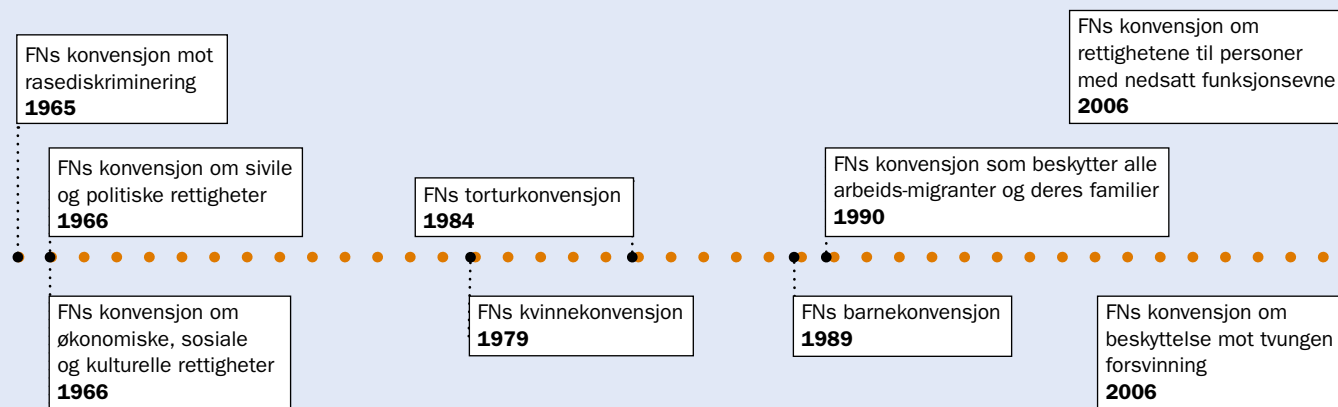 FNs konvensjon mot
rasediskriminering
1965
FNs konvensjon om sivile
og politiske rettigheter
1966
FNs konvensjon om
økonomiske, sosiale
og kulturelle rettigheter
1966
FNs kvinnekonvensjon
1979
FNs torturkonvensjon
1984
FNs barnekonvensjon
1989
FNs konvensjon som beskytter alle
arbeids-migranter og deres familier
1990
FNs konvensjon om
rettighetene til personer
med nedsatt funksjonsevne
2006
FNs konvensjon om
beskyttelse mot tvungen
forsvinning
2006